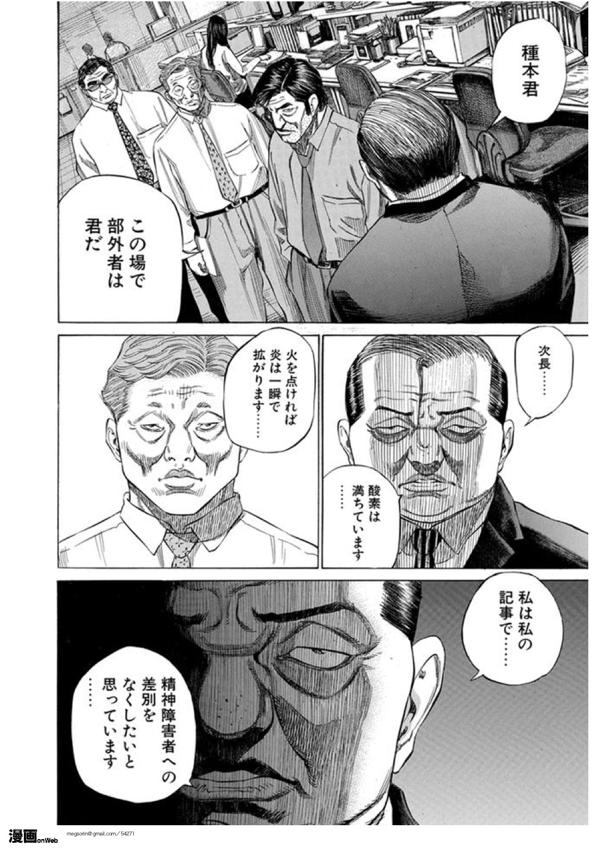 種本君
この場で
部外者は
君だ
次長……
酸素は
満ちています
……
火を点ければ
炎は一瞬で
拡がります……
私は私の
記事で……
精神障害者への
差別を
なくしたいと
思っています
……
漫画onWeb
megaorin@gmail.com/54271